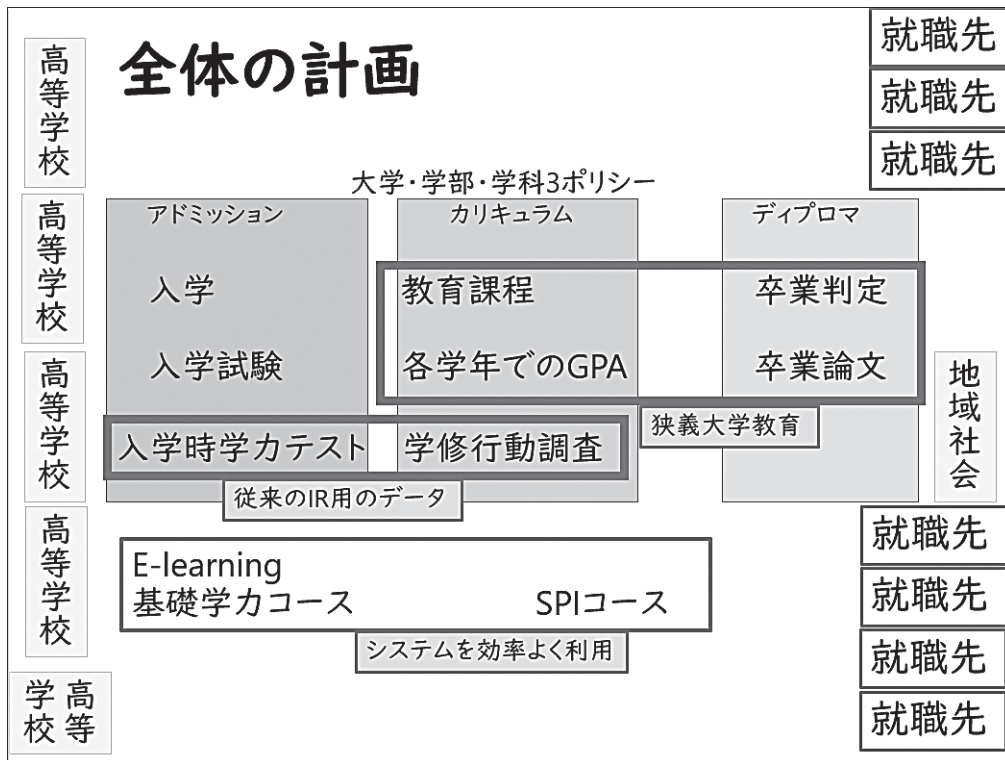 全体の計画
高等学校
高等学校
高等学校
高等学校
高等学校
就職先
就職先
就職先
大学・学部・学科3ポリシー
アドミッション
カリキュラム
ディプロマ
入学
教育課程
卒業判定
入学試験
各学年でのGPA
卒業論文
狭義大学教育
入学時学力テスト
学修行動調査
従来のIR用のデータ
地域社会
E-learning
基礎学力コース
SPIコース
システムを効率よく利用
就職先
就職先
就職先
就職先